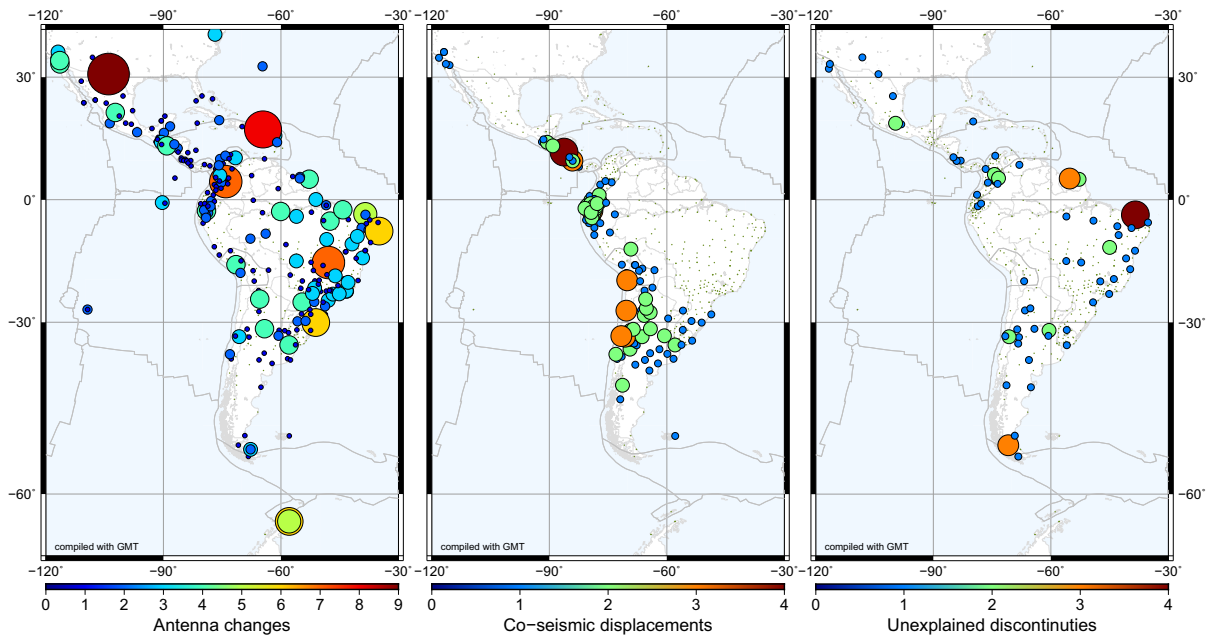 −120˚ −90˚ −60˚ −30˚ −120˚ −90˚ −60˚ −30˚ −120˚ −90˚ −60˚ −30˚
30˚ 30˚
0˚ 0˚
−30˚ −30˚
−60˚ −60˚
compiled with GMT compiled with GMT compiled with GMT
−120˚ −90˚ −60˚ −30˚ −120˚ −90˚ −60˚ −30˚ −120˚ −90˚ −60˚ −30˚
0 1 2 3 4 5 6 7 8 9 0 1 2 3 4 0 1 2 3 4
Antenna changes Co−seismic displacements Unexplained discontinuties